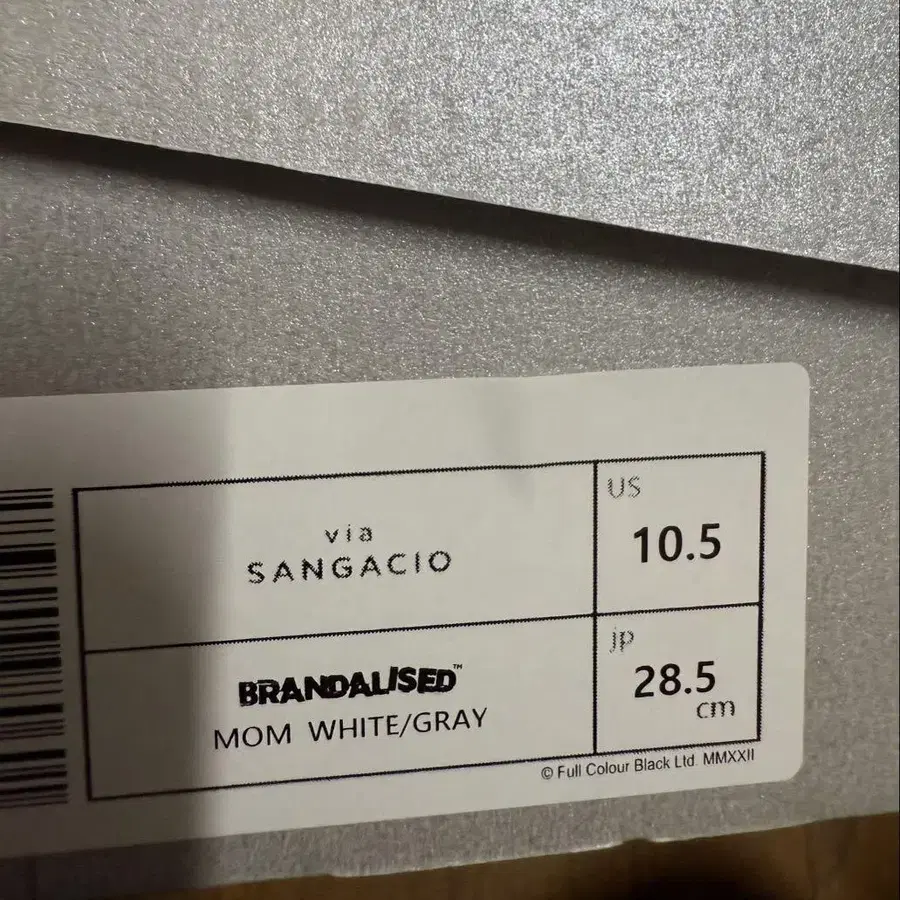 via
SANGACIO
US
10.5
BRANDALISED™
MOM WHITE/GRAY
jp
28.5
cm
© Full Colour Black Ltd. MMXXII